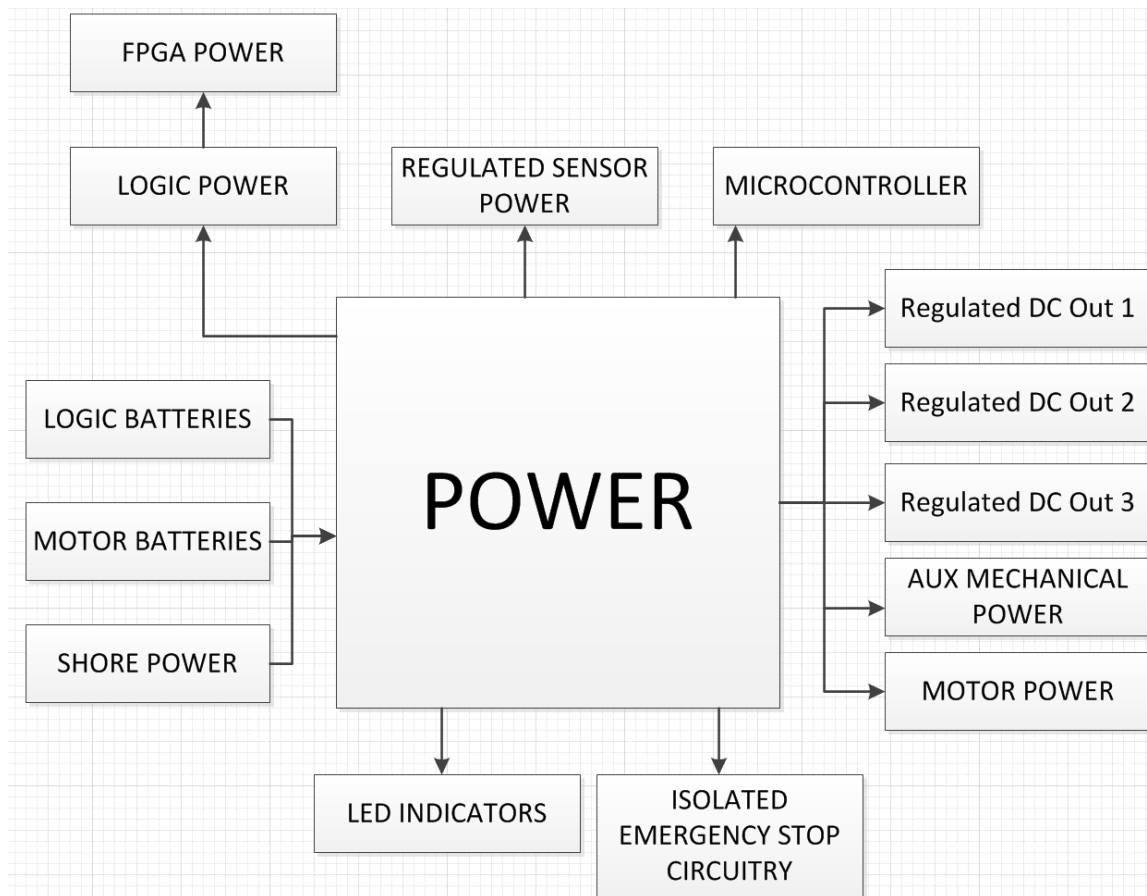 FPGA POWER
LOGIC POWER
REGULATED SENSOR
POWER
MICROCONTROLLER
Regulated DC Out 1
Regulated DC Out 2
Regulated DC Out 3
AUX MECHANICAL
POWER
MOTOR POWER
LOGIC BATTERIES
MOTOR BATTERIES
SHORE POWER
POWER
LED INDICATORS
ISOLATED
EMERGENCY STOP
CIRCUITRY